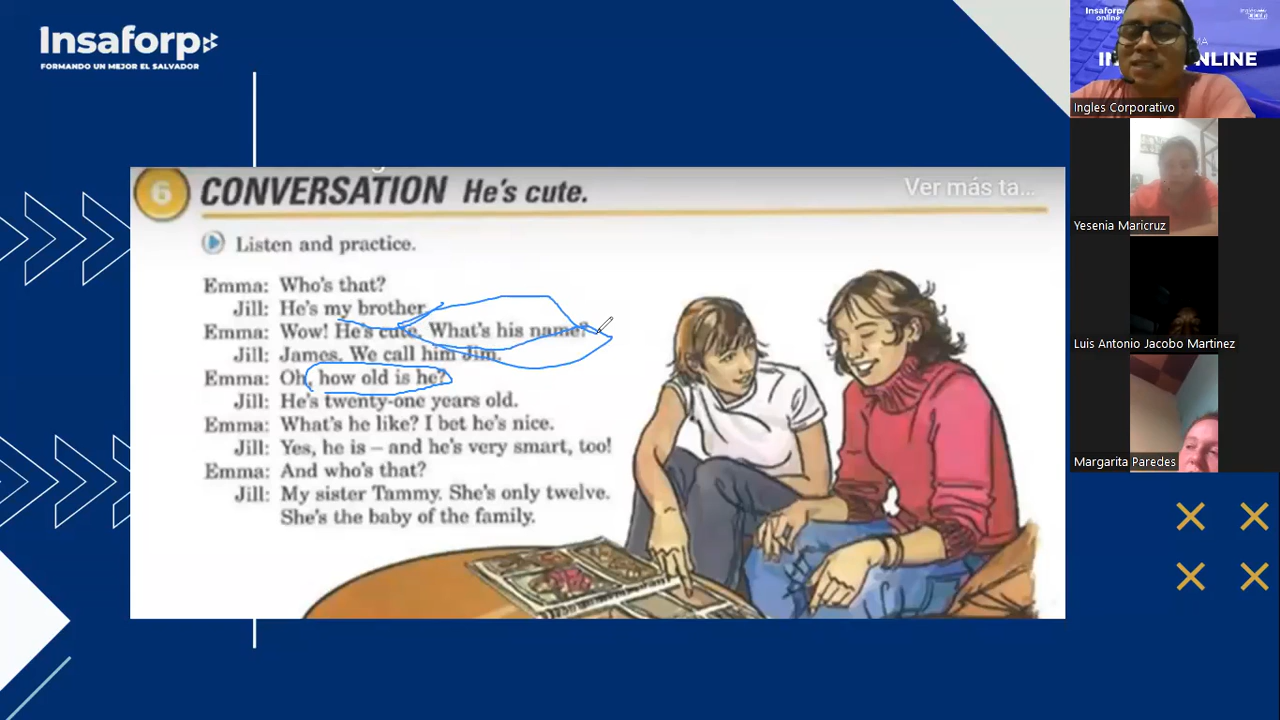 Insaforp
FORMANDO UN MEJOR EL SALVADOR
6 CONVERSATION He's cute.
Ver más ta...
Listen and practice.
Emma: Who's that?
Jill: He's my brother.
Emma: Wow! He's cute. What's his name?
Jill: James. We call him Jim.
Emma: Oh, how old is he?
Jill: He's twenty-one years old.
Emma: What's he like? I bet he's nice.
Jill: Yes, he is – and he's very smart, too!
Emma: And who's that?
Jill: My sister Tammy. She's only twelve.
She's the baby of the family.
Insaforp
online
Ingles Corporativo
Yesenia Maricruz
Luis Antonio Jacobo Martinez
Margarita Paredes